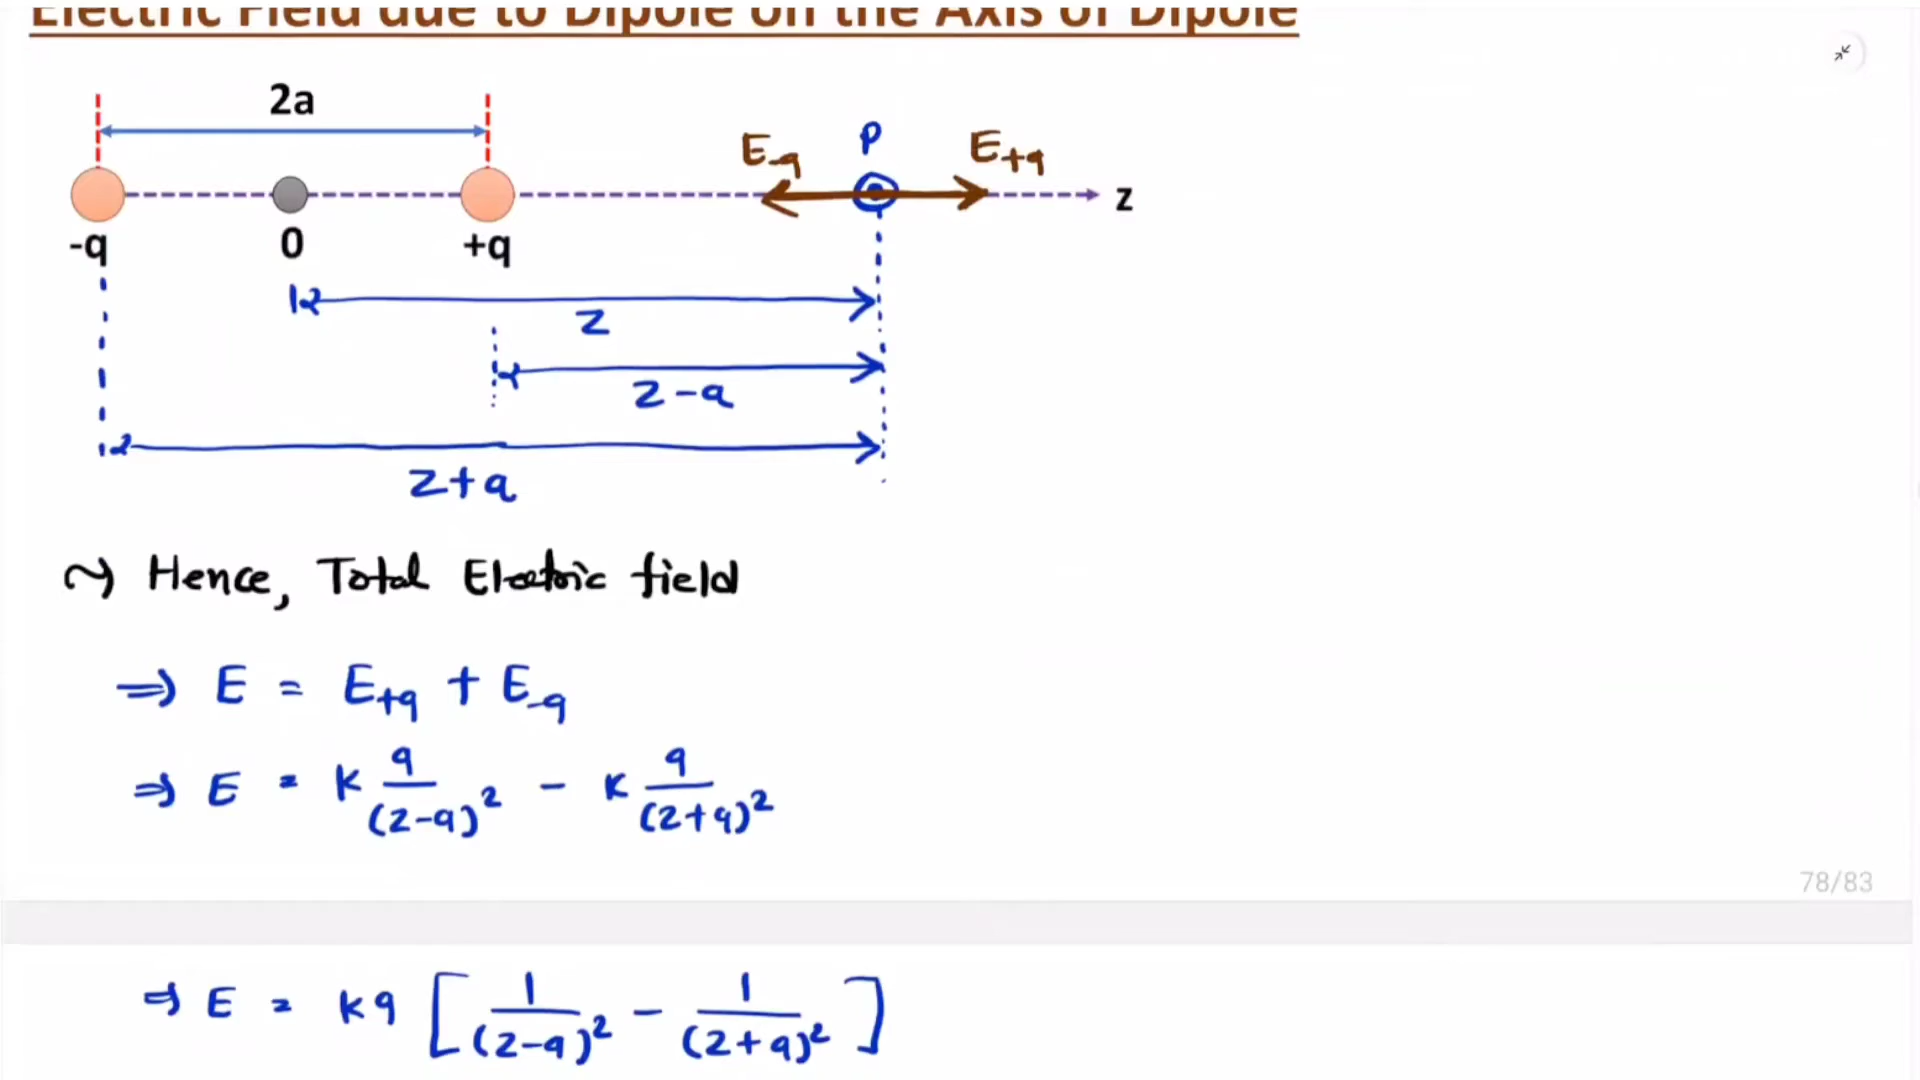 Electric Field due to Dipole on the Axis of Dipole
2a
E-q P E+q
z
-q 0 +q
z
z-a
z+a
~) Hence, Total Electric field
⇒ E = E+q + E-q
⇒ E = K q/(z-a)² - K q/(z+a)²
78/83
⇒ E = Kq [ 1/(z-a)² - 1/(z+a)² ]